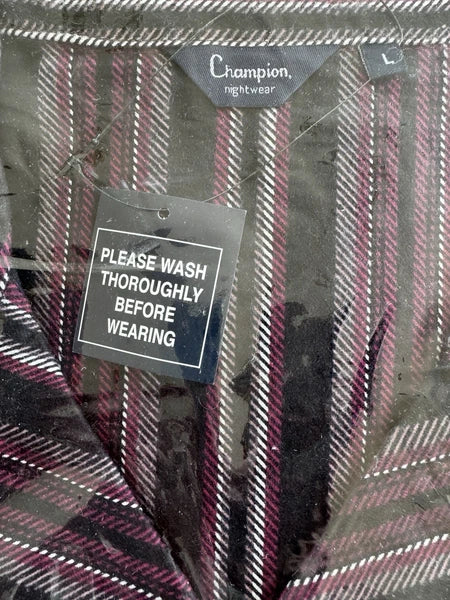 Champion,
nightwear
L
PLEASE WASH
THOROUGHLY
BEFORE
WEARING